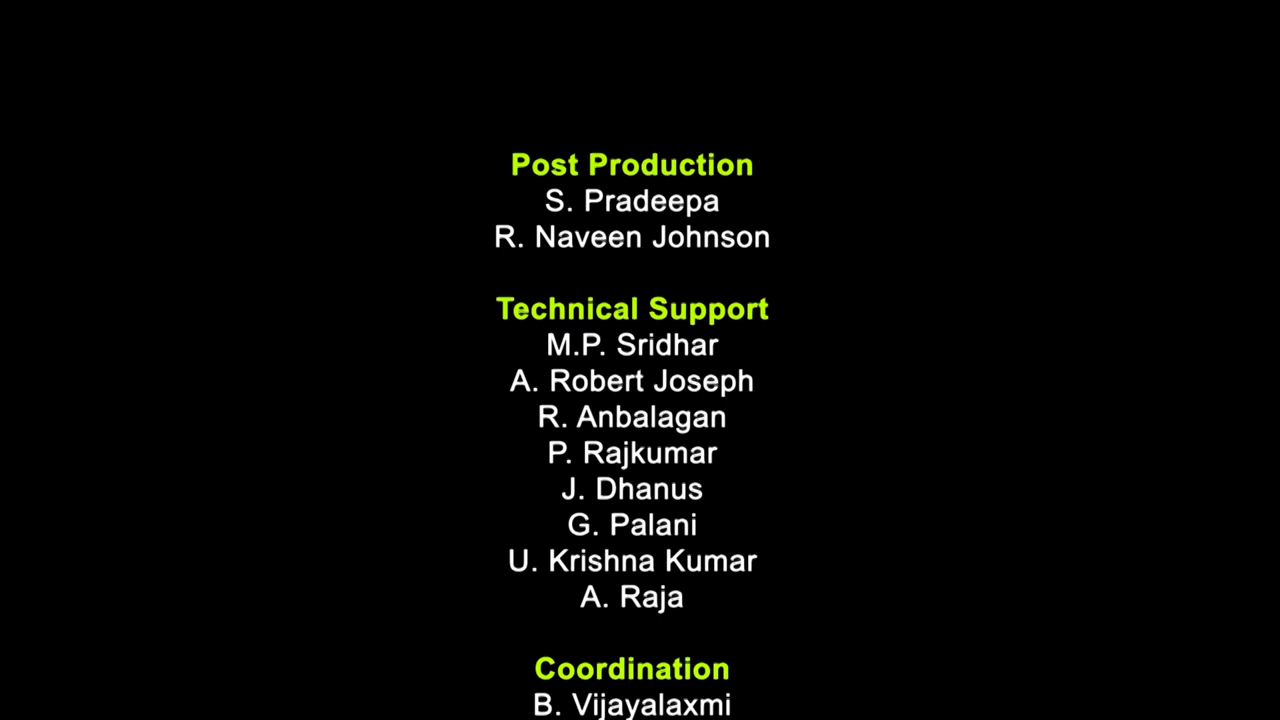 Post Production
S. Pradeepa
R. Naveen Johnson
Technical Support
M.P. Sridhar
A. Robert Joseph
R. Anbalagan
P. Rajkumar
J. Dhanus
G. Palani
U. Krishna Kumar
A. Raja
Coordination
B. Vijayalaxmi